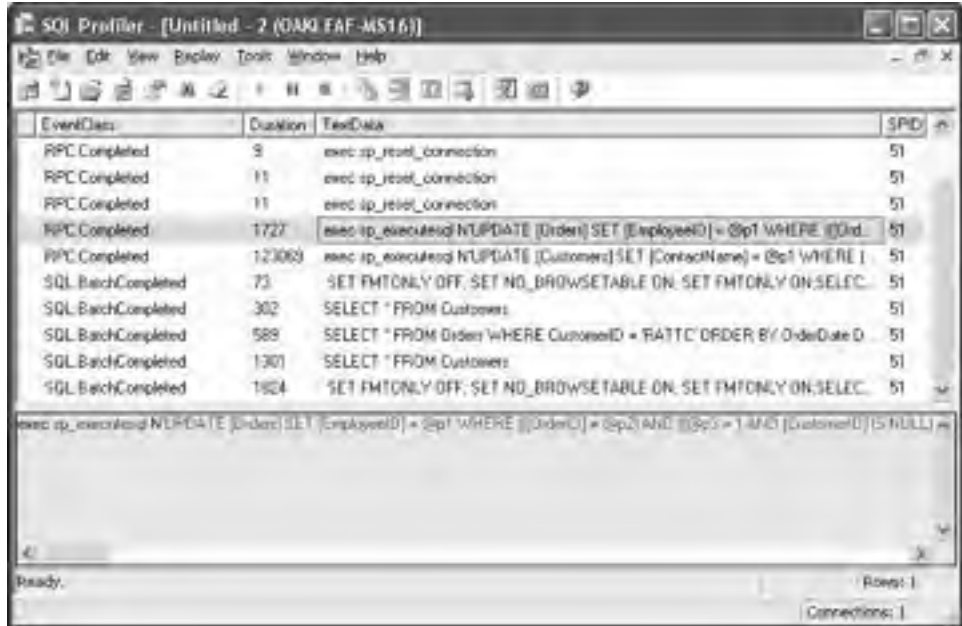 SQL Profiler - [Untitled - 2 (OAKLEAF-MS16)]
File Edit View Replay Tools Window Help
EventClass Duration TextData SPID
RPC:Completed 9 exec sp_reset_connection 51
RPC:Completed 11 exec sp_reset_connection 51
RPC:Completed 11 exec sp_reset_connection 51
RPC:Completed 1727 exec sp_executesql N'UPDATE [Orders] SET [EmployeeID] = @p1 WHERE (([Ord... 51
RPC:Completed 123069 exec sp_executesql N'UPDATE [Customers] SET [ContactName] = @p1 WHERE ( 51
SQL:BatchCompleted 73 SET FMTONLY OFF; SET NO_BROWSETABLE ON; SET FMTONLY ON;SELEC... 51
SQL:BatchCompleted 302 SELECT * FROM Customers 51
SQL:BatchCompleted 589 SELECT * FROM Orders WHERE CustomerID = 'RATTC' ORDER BY OrderDate D... 51
SQL:BatchCompleted 1301 SELECT * FROM Customers 51
SQL:BatchCompleted 1824 SET FMTONLY OFF; SET NO_BROWSETABLE ON; SET FMTONLY ON;SELEC... 51
exec sp_executesql N'UPDATE [Orders] SET [EmployeeID] = @p1 WHERE (([OrderID] = @p2) AND ((@p3 = 1 AND [CustomerID] IS NULL)
Ready. Rows: 1
Connections: 1